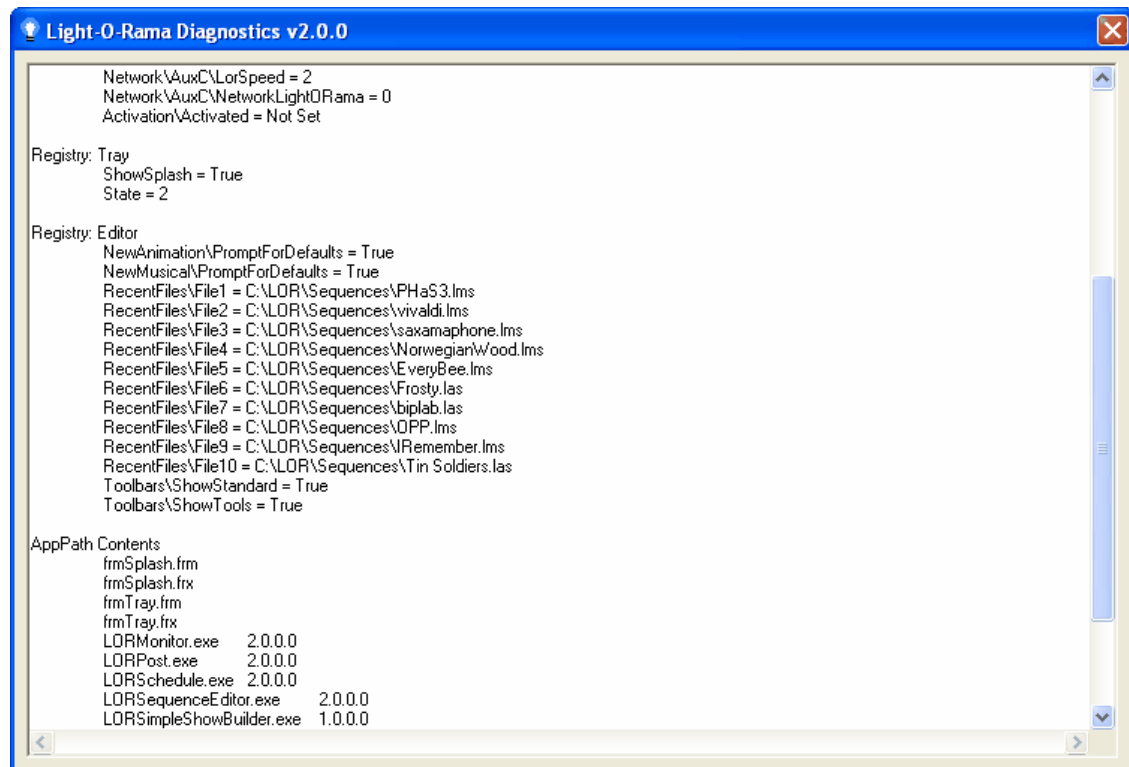 Light-O-Rama Diagnostics v2.0.0
Network\AuxC\LorSpeed = 2
Network\AuxC\NetworkLightORama = 0
Activation\Activated = Not Set
Registry: Tray
ShowSplash = True
State = 2
Registry: Editor
NewAnimation\PromptForDefaults = True
NewMusical\PromptForDefaults = True
RecentFiles\File1 = C:\LOR\Sequences\PHaS3.lms
RecentFiles\File2 = C:\LOR\Sequences\vivaldi.lms
RecentFiles\File3 = C:\LOR\Sequences\saxamaphone.lms
RecentFiles\File4 = C:\LOR\Sequences\NorwegianWood.lms
RecentFiles\File5 = C:\LOR\Sequences\EveryBee.lms
RecentFiles\File6 = C:\LOR\Sequences\Frosty.las
RecentFiles\File7 = C:\LOR\Sequences\biplab.las
RecentFiles\File8 = C:\LOR\Sequences\OPP.lms
RecentFiles\File9 = C:\LOR\Sequences\IRemember.lms
RecentFiles\File10 = C:\LOR\Sequences\Tin Soldiers.las
Toolbars\ShowStandard = True
Toolbars\ShowTools = True
AppPath Contents
frmSplash.frm
frmSplash.frx
frmTray.frm
frmTray.frx
LORMonitor.exe 2.0.0.0
LORPost.exe 2.0.0.0
LORSchedule.exe 2.0.0.0
LORSequenceEditor.exe 2.0.0.0
LORSimpleShowBuilder.exe 1.0.0.0